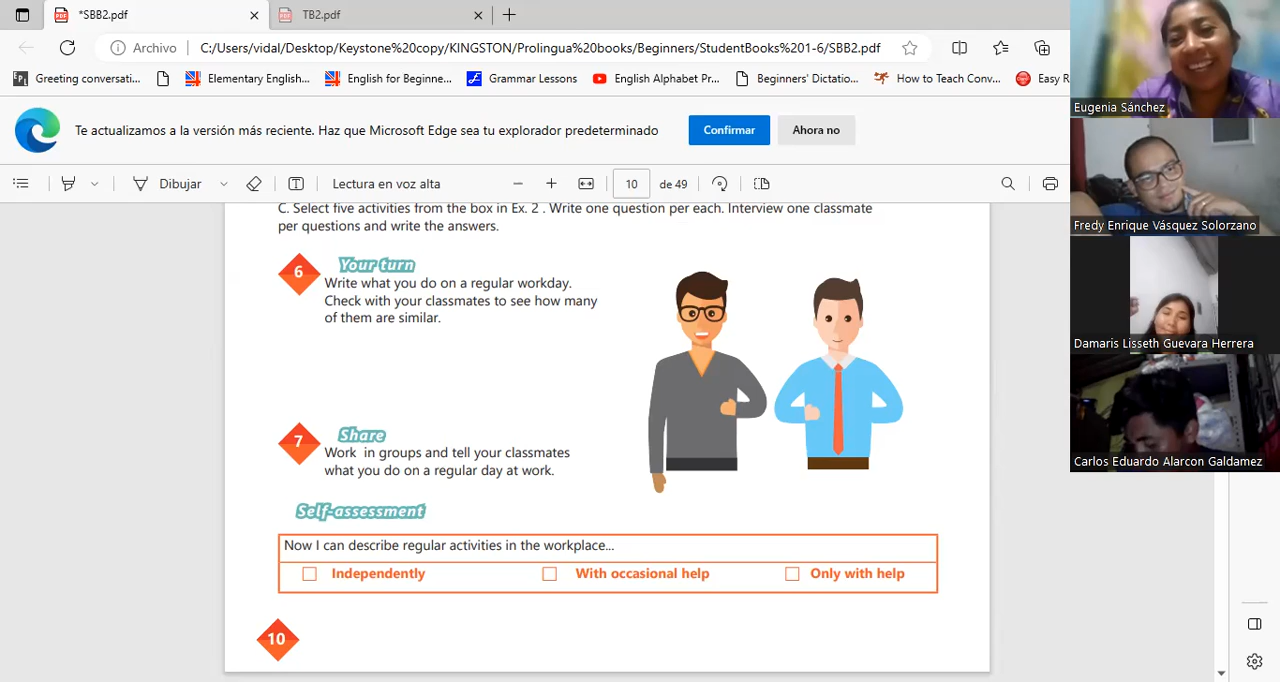 *SBB2.pdf
TB2.pdf
Archivo
C:/Users/vidal/Desktop/Keystone%20copy/KINGSTON/Prolingua%20books/Beginners/StudentBooks%201-6/SBB2.pdf
Greeting conversati...
Elementary English...
English for Beginne...
Grammar Lessons
English Alphabet Pr...
Beginners' Dictatio...
How to Teach Conv...
Easy R
Te actualizamos a la versión más reciente. Haz que Microsoft Edge sea tu explorador predeterminado
Confirmar
Ahora no
Dibujar
Lectura en voz alta
10
de 49
C. Select five activities from the box in Ex. 2 . Write one question per each. Interview one classmate
per questions and write the answers.
6
Your turn
Write what you do on a regular workday.
Check with your classmates to see how many
of them are similar.
7
Share
Work in groups and tell your classmates
what you do on a regular day at work.
Self-assessment
Now I can describe regular activities in the workplace...
Independently
With occasional help
Only with help
10
Eugenia Sánchez
Fredy Enrique Vásquez Solorzano
Damaris Lisseth Guevara Herrera
Carlos Eduardo Alarcon Galdamez